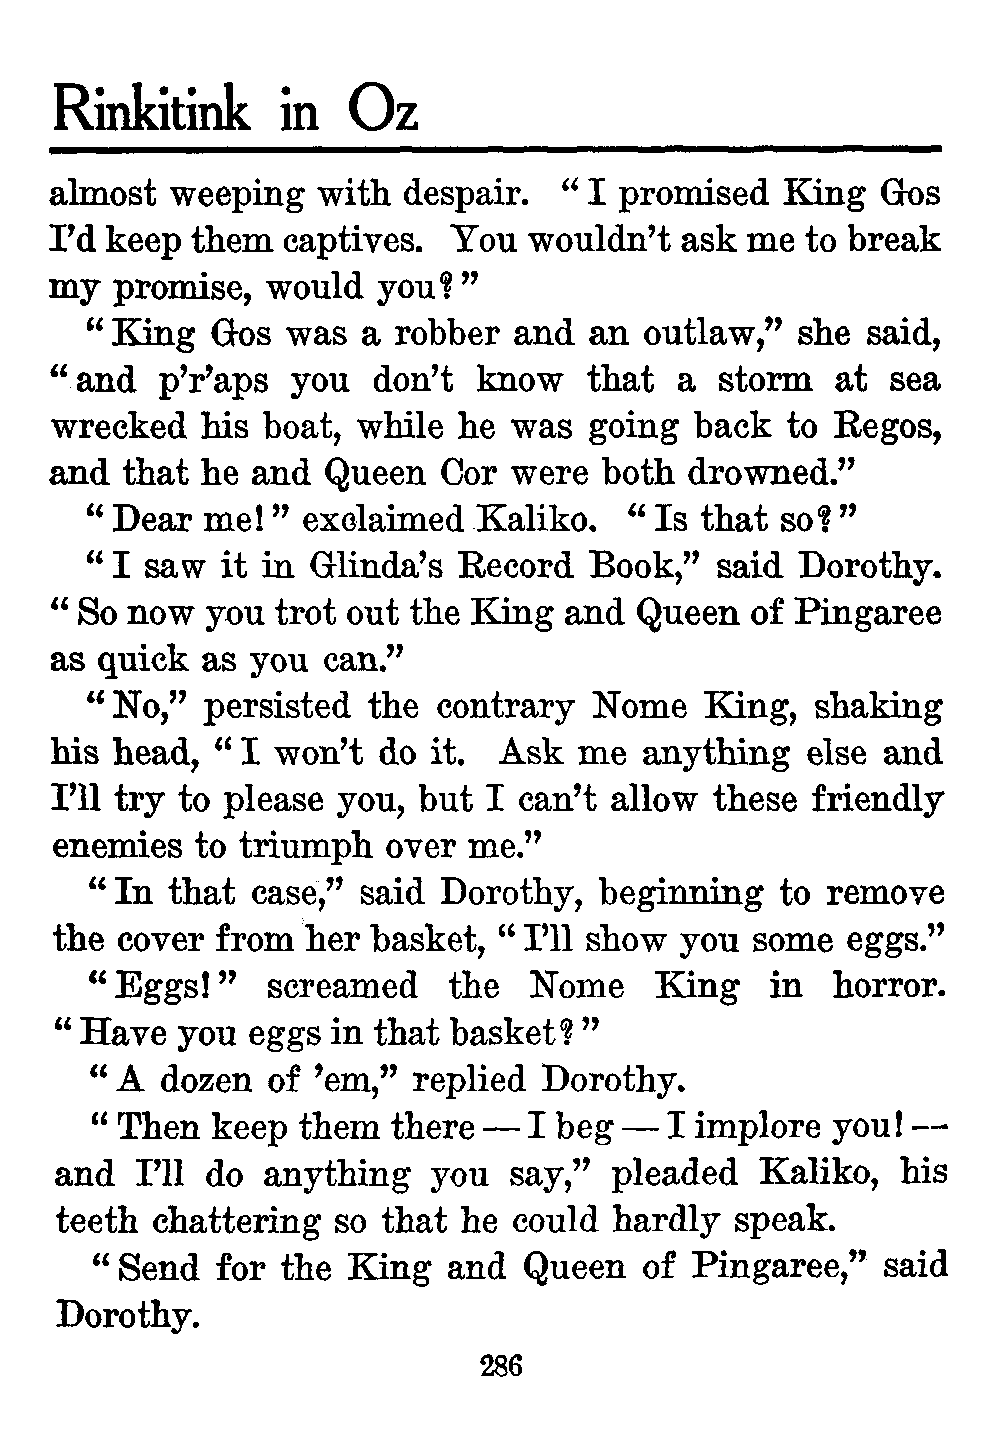 Rinkitink in Oz
almost weeping with despair. “I promised King Gos
I’d keep them captives. You wouldn’t ask me to break
my promise, would you?”
“King Gos was a robber and an outlaw,” she said,
“and p’r’aps you don’t know that a storm at sea
wrecked his boat, while he was going back to Regos,
and that he and Queen Cor were both drowned.”
“Dear me!” exclaimed Kaliko. “Is that so?”
“I saw it in Glinda’s Record Book,” said Dorothy.
“So now you trot out the King and Queen of Pingaree
as quick as you can.”
“No,” persisted the contrary Nome King, shaking
his head, “I won’t do it. Ask me anything else and
I’ll try to please you, but I can’t allow these friendly
enemies to triumph over me.”
“In that case,” said Dorothy, beginning to remove
the cover from her basket, “I’ll show you some eggs.”
“Eggs!” screamed the Nome King in horror.
“Have you eggs in that basket?”
“A dozen of ’em,” replied Dorothy.
“Then keep them there — I beg — I implore you! —
and I’ll do anything you say,” pleaded Kaliko, his
teeth chattering so that he could hardly speak.
“Send for the King and Queen of Pingaree,” said
Dorothy.
286